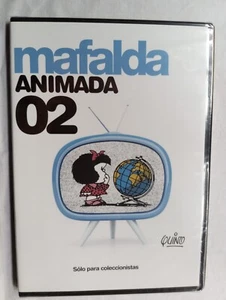 mafalda
ANIMADA
02
QUINO
Sólo para coleccionistas